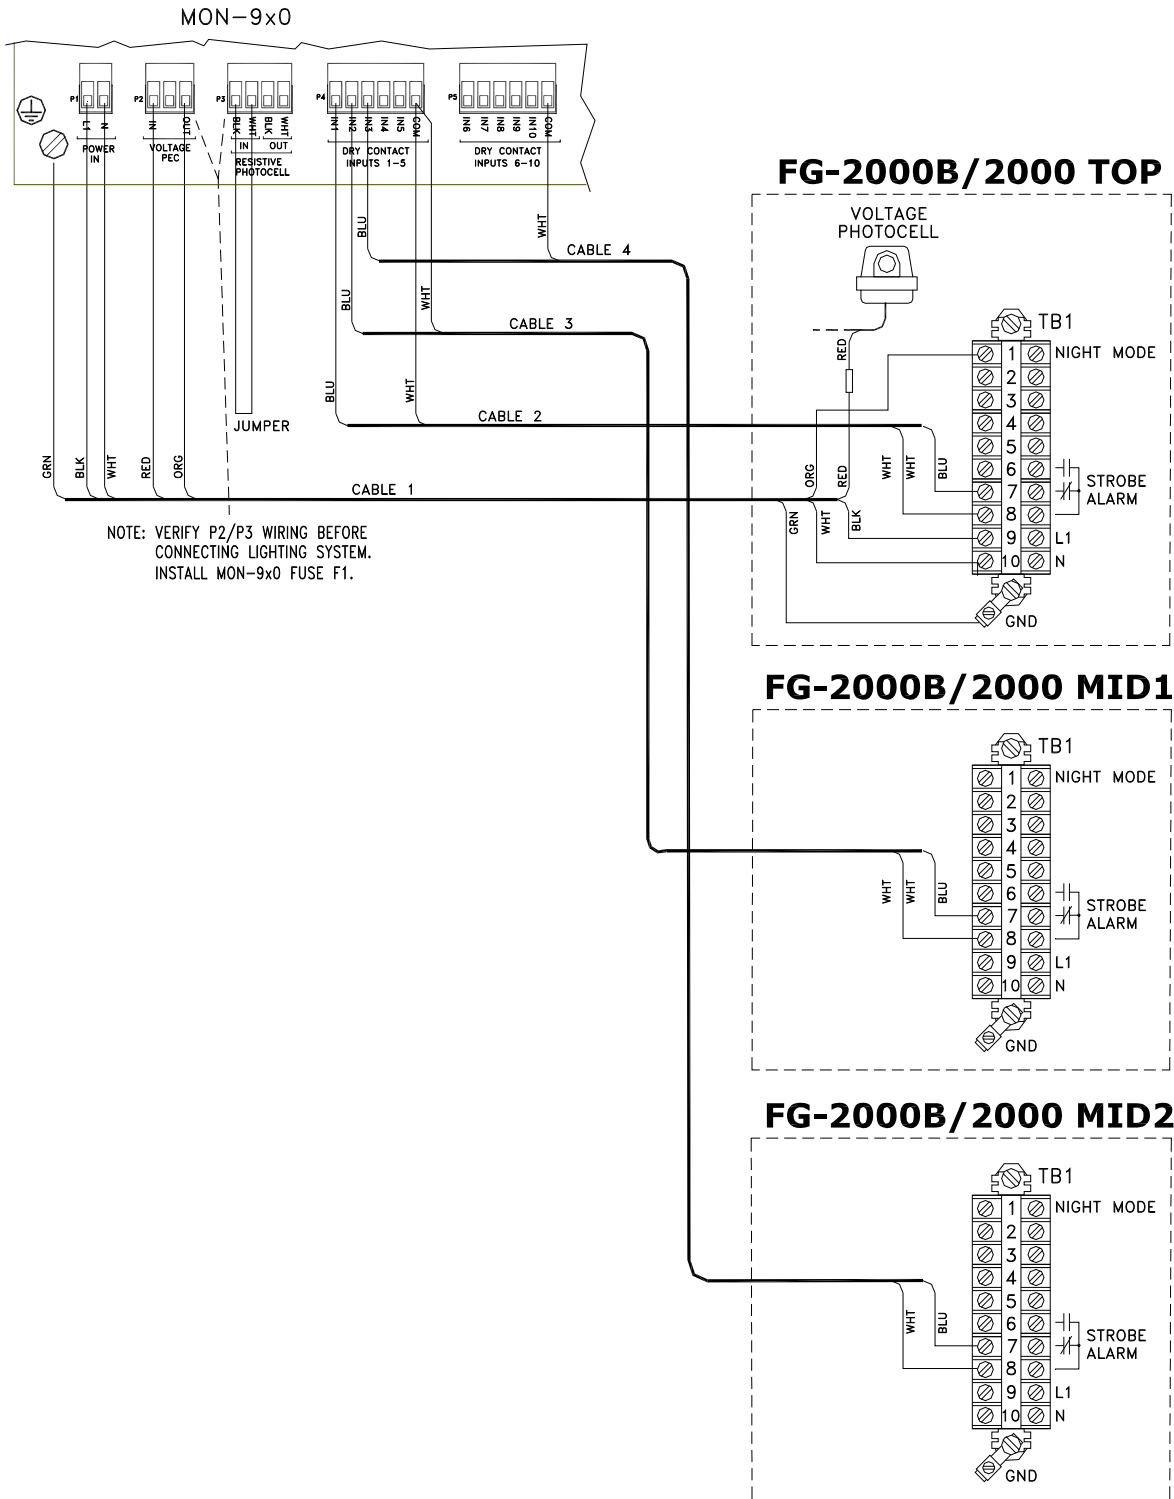 MON-9x0
P1
P2
P3
P4
P5
L1
N
IN
OUT
BLK
WHT
BLK
WHT
IN1
IN2
IN3
IN4
IN5
COM
IN6
IN7
IN8
IN9
IN10
COM
POWER
IN
VOLTAGE
PEC
IN
OUT
RESISTIVE
PHOTOCELL
DRY CONTACT
INPUTS 1-5
DRY CONTACT
INPUTS 6-10
BLU
WHT
CABLE 4
BLU
WHT
CABLE 3
BLU
WHT
CABLE 2
JUMPER
GRN
BLK
WHT
RED
ORG
CABLE 1
NOTE: VERIFY P2/P3 WIRING BEFORE
CONNECTING LIGHTING SYSTEM.
INSTALL MON-9x0 FUSE F1.
FG-2000B/2000 TOP
VOLTAGE
PHOTOCELL
RED
ORG
RED
WHT
WHT
BLU
GRN
WHT
BLK
TB1
1 NIGHT MODE
2
3
4
5
6
7
8
9 L1
10 N
STROBE
ALARM
GND
FG-2000B/2000 MID1
TB1
1 NIGHT MODE
2
3
4
5
6
7
8
9 L1
10 N
STROBE
ALARM
WHT
WHT
BLU
GND
FG-2000B/2000 MID2
TB1
1 NIGHT MODE
2
3
4
5
6
7
8
9 L1
10 N
STROBE
ALARM
WHT
BLU
GND